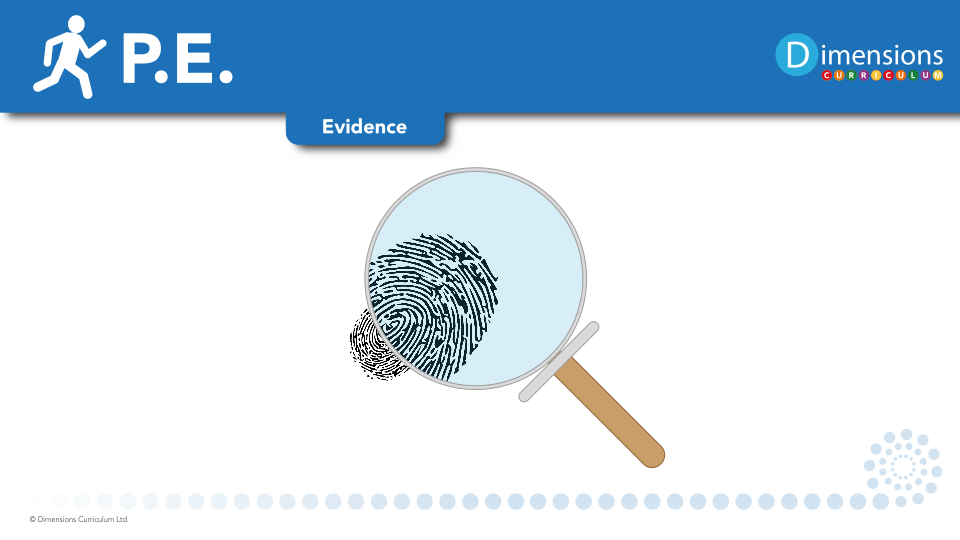 P.E.
Dimensions
CURRICULUM
Evidence
© Dimensions Curriculum Ltd.